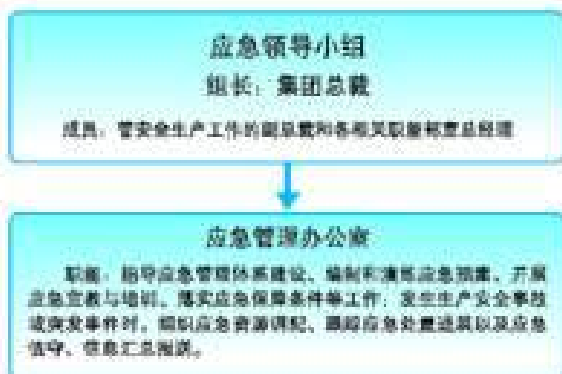 应急领导小组
组长：集团总裁
成员：管安全生产工作的副总裁和各相关职能部室总经理
应急管理办公室
职能：指导应急管理体系建设、编制和演练应急预案、开展
应急宣教与培训、落实应急保障条件等工作；发生生产安全事故
或突发事件时，组织应急资源调配、跟踪应急处置进展以及应急
值守、信息汇总报送。